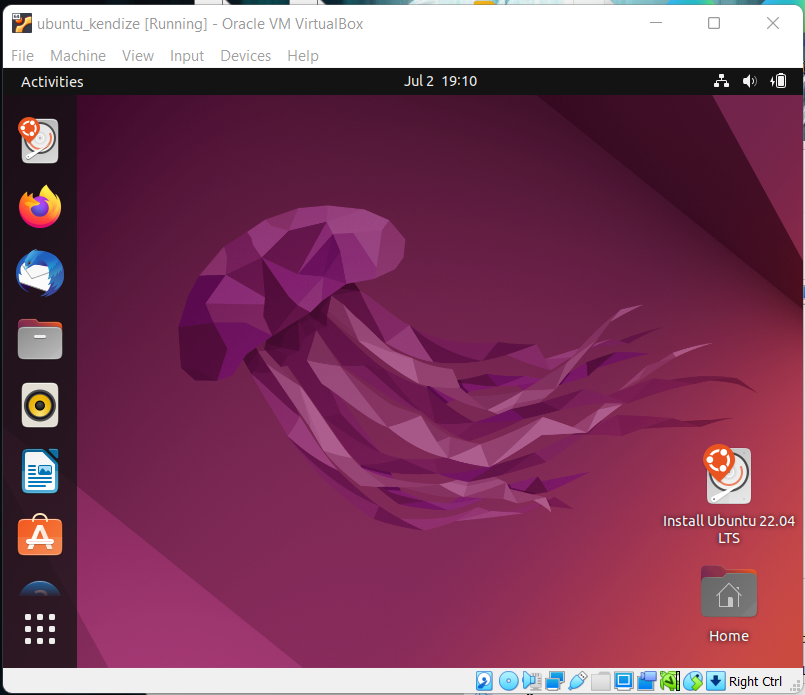 ubuntu_kendize [Running] - Oracle VM VirtualBox
File Machine View Input Devices Help
Activities Jul 2 19:10
Install Ubuntu 22.04
LTS
Home
Right Ctrl